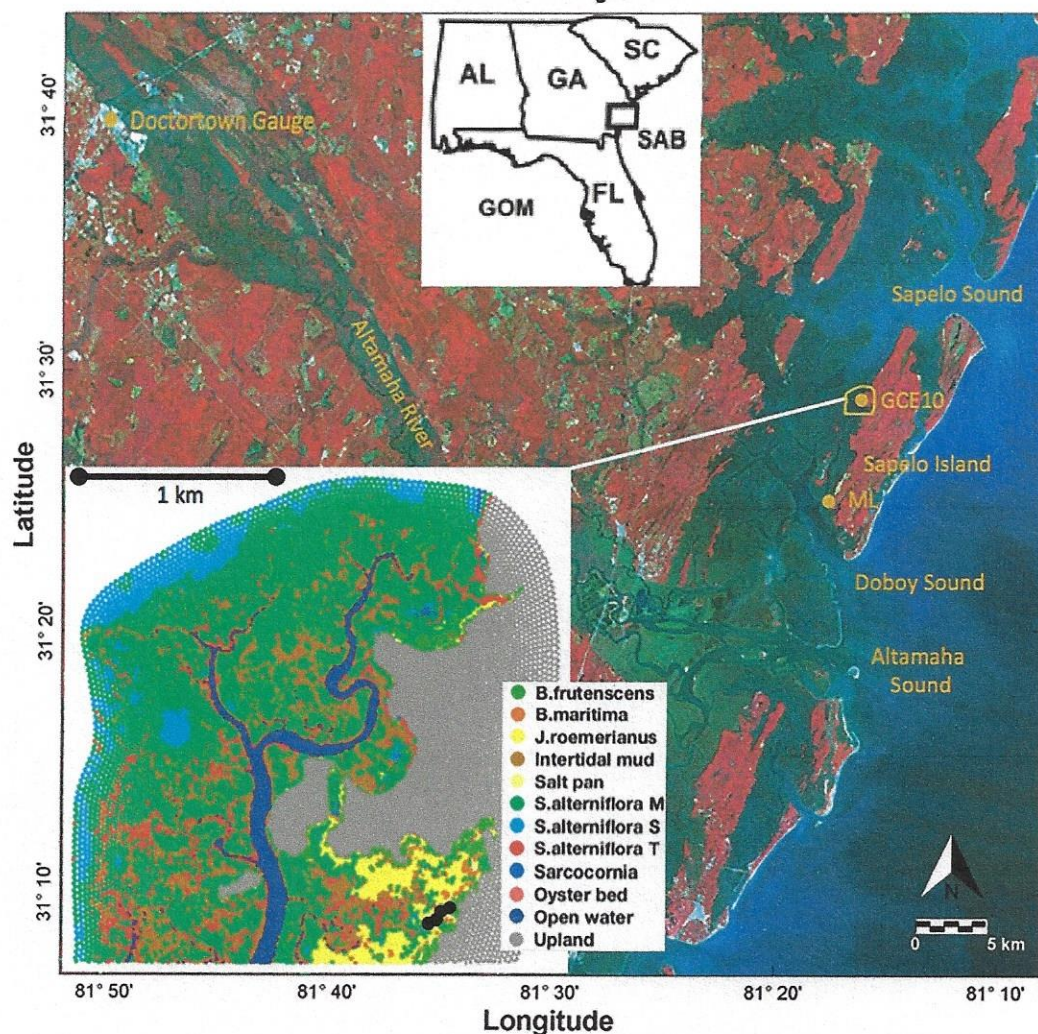 SC
AL
GA
SAB
FL
GOM
Doctortown Gauge
Altamaha River
Sapelo Sound
GCE10
Sapelo Island
ML
Doboy Sound
Altamaha
Sound
1 km
B.frutenscens
B.maritima
J.roemerianus
Intertidal mud
Salt pan
S.alterniflora M
S.alterniflora S
S.alterniflora T
Sarcocornia
Oyster bed
Open water
Upland
N
0 5 km
Latitude
31° 40'
31° 30'
31° 20'
31° 10'
81° 50'
81° 40'
81° 30'
81° 20'
81° 10'
Longitude